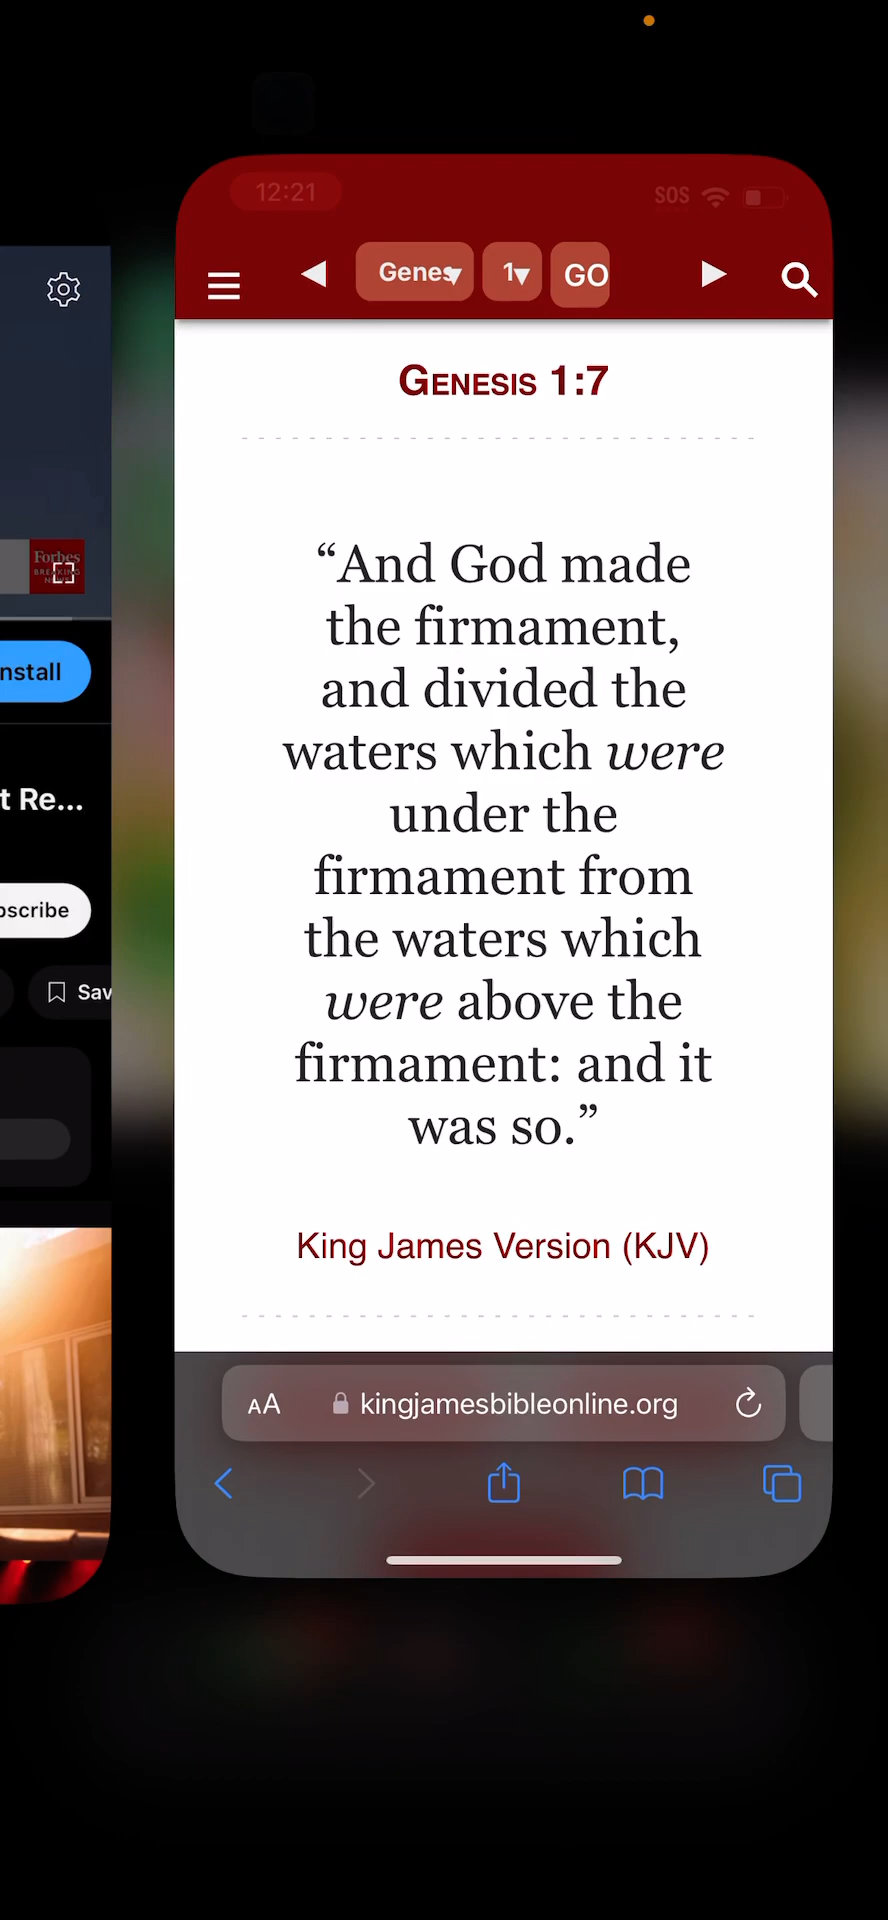 12:21
SOS
Genes
1
GO
GENESIS 1:7
“And God made
the firmament,
and divided the
waters which were
under the
firmament from
the waters which
were above the
firmament: and it
was so.”
King James Version (KJV)
AA
kingjamesbibleonline.org
Forbes
BREAKING
NEWS
nstall
t Re...
bscribe
Sav